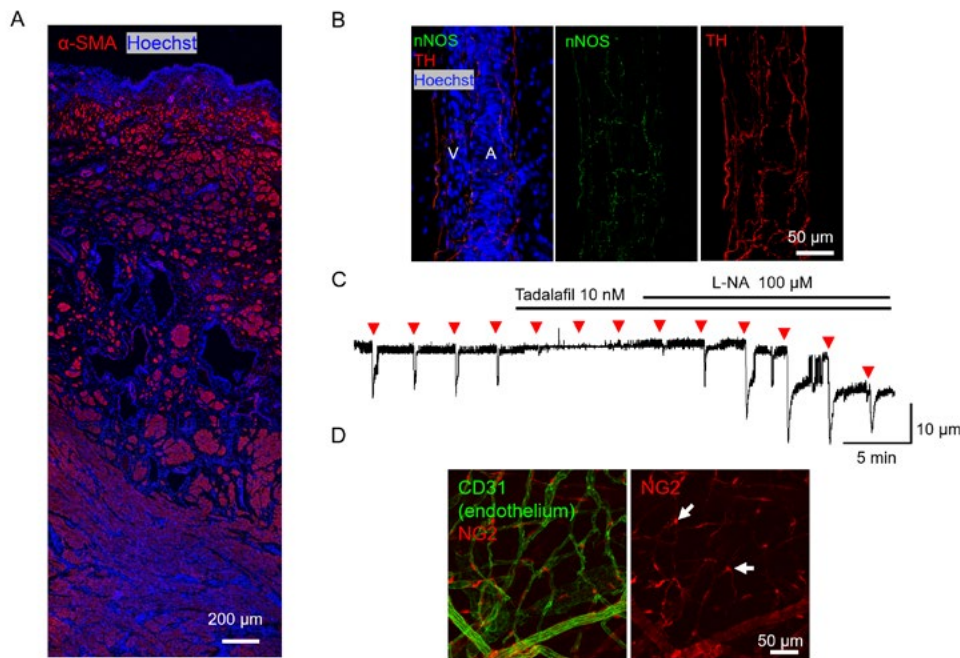 A
α-SMA Hoechst
200 µm
B
nNOS
TH
Hoechst
V
A
nNOS
TH
50 µm
C
L-NA 100 µM
Tadalafil 10 nM
10 µm
5 min
D
CD31
(endothelium)
NG2
NG2
50 µm